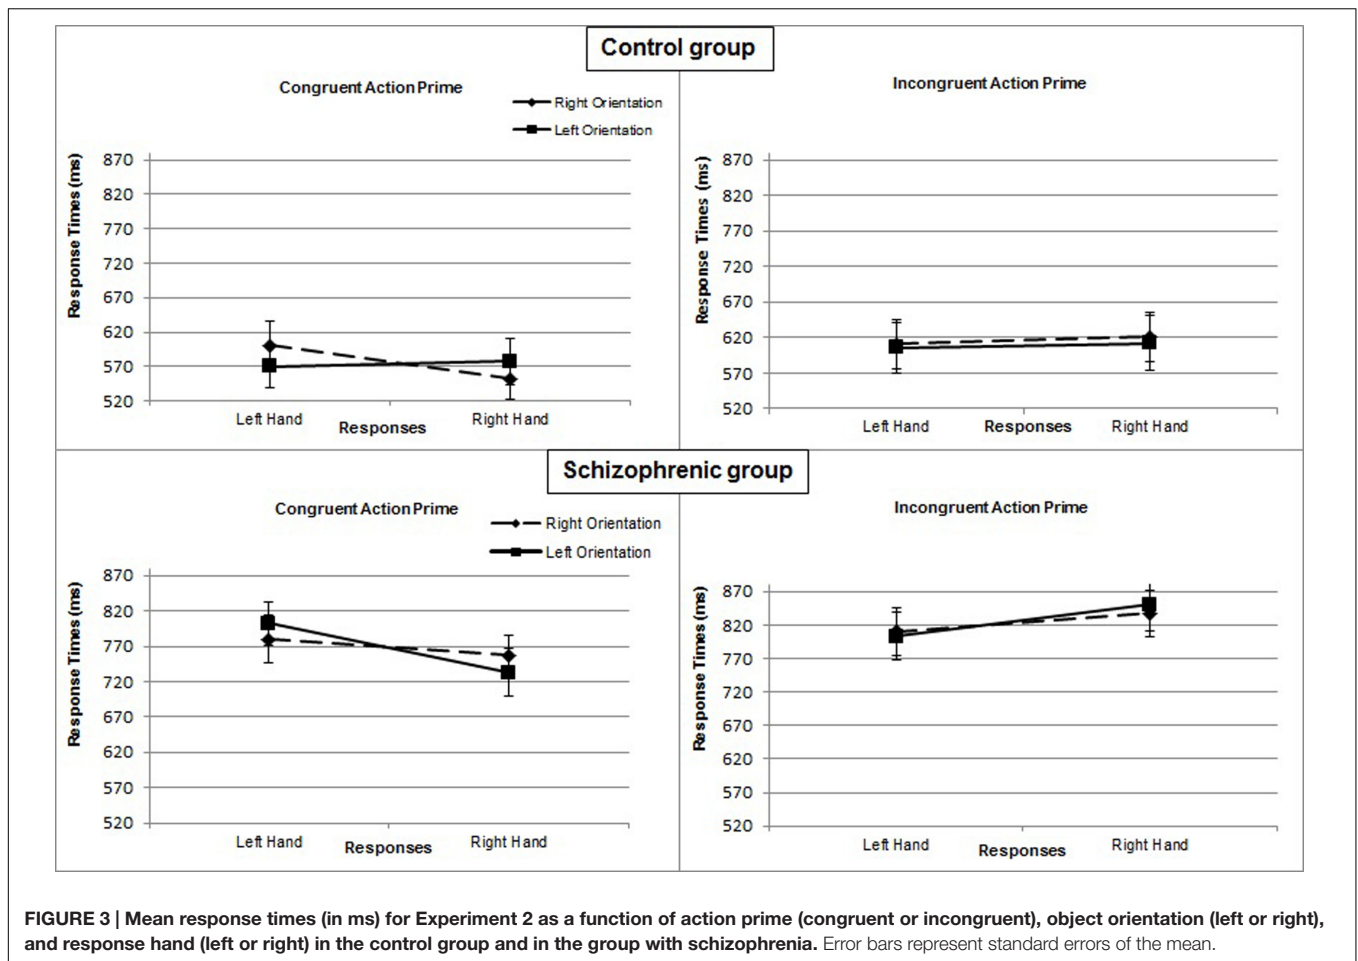 Control group
Congruent Action Prime
Right Orientation
Left Orientation
Response Times (ms)
870
820
770
720
670
620
570
520
Left Hand
Responses
Right Hand
Incongruent Action Prime
Response Times (ms)
870
820
770
720
670
620
570
520
Left Hand
Responses
Right Hand
Schizophrenic group
Congruent Action Prime
Right Orientation
Left Orientation
Response Times (ms)
870
820
770
720
670
620
570
520
Left Hand
Responses
Right Hand
Incongruent Action Prime
Response Times (ms)
870
820
770
720
670
620
570
520
Left Hand
Responses
Right Hand
FIGURE 3 | Mean response times (in ms) for Experiment 2 as a function of action prime (congruent or incongruent), object orientation (left or right),
and response hand (left or right) in the control group and in the group with schizophrenia. Error bars represent standard errors of the mean.